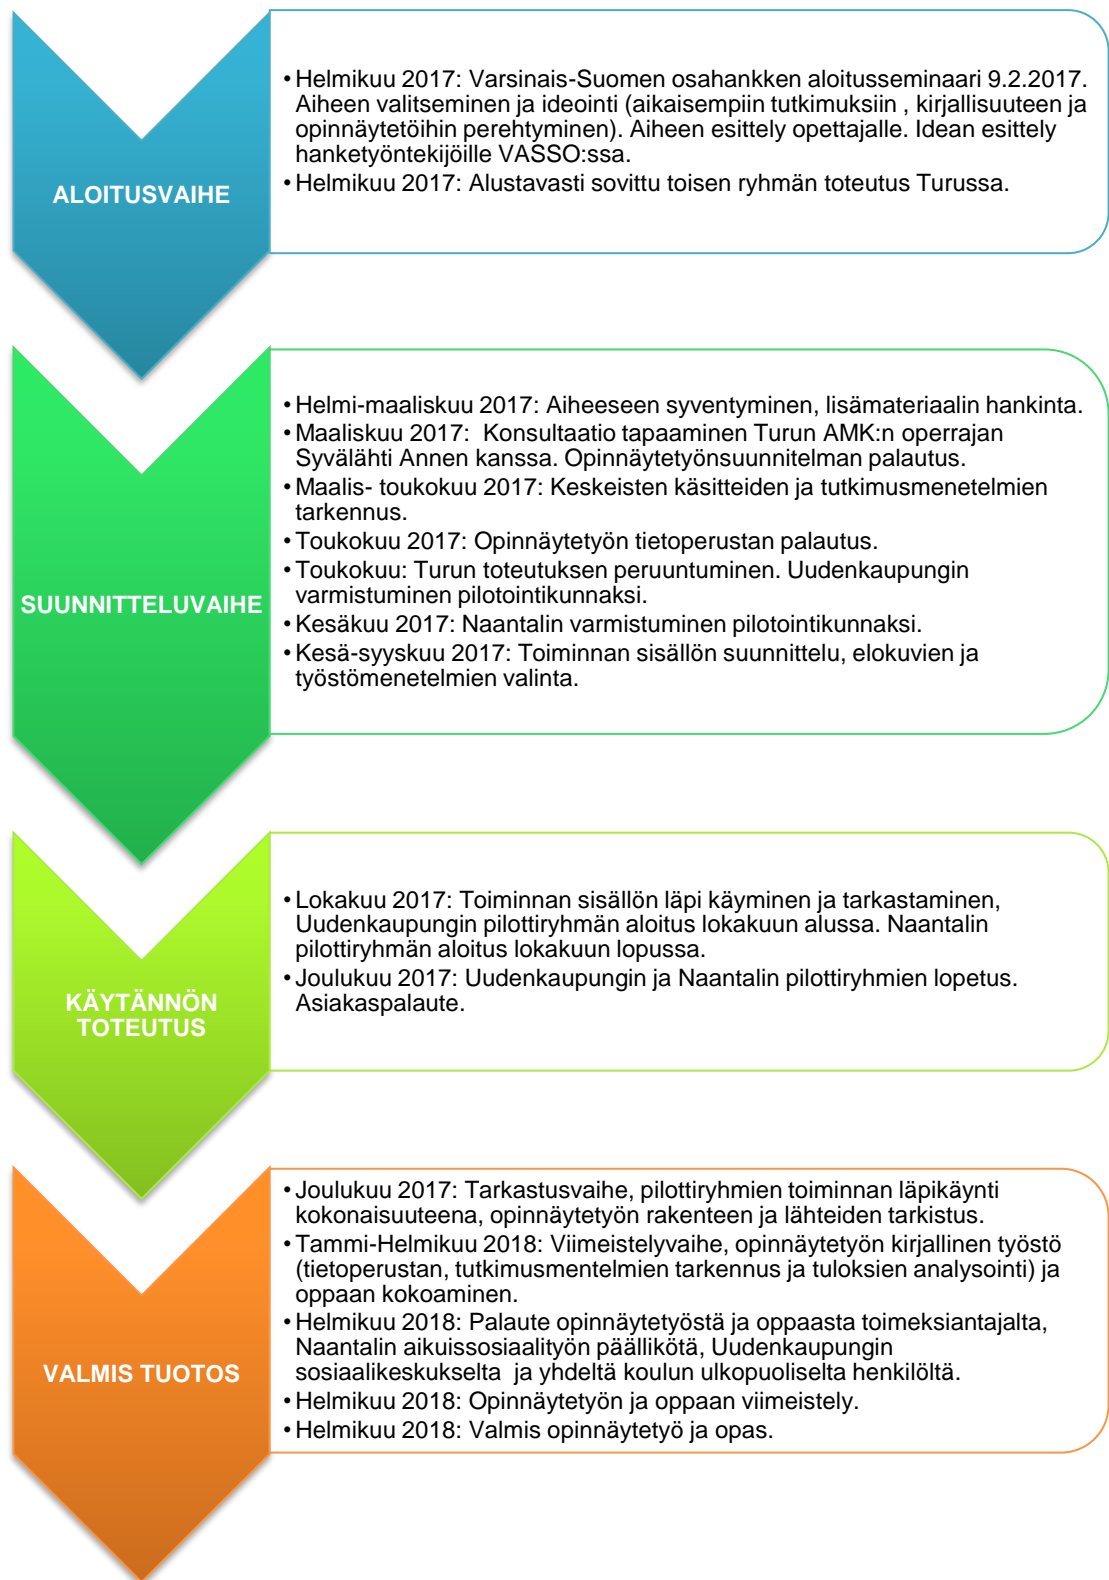 ALOITUSVAIHE
• Helmikuu 2017: Varsinais-Suomen osahankken aloitusseminaari 9.2.2017.
Aiheen valitseminen ja ideointi (aikaisempiin tutkimuksiin , kirjallisuuteen ja
opinnäytetöihin perehtyminen). Aiheen esittely opettajalle. Idean esittely
hanketyöntekijöille VASSO:ssa.
• Helmikuu 2017: Alustavasti sovittu toisen ryhmän toteutus Turussa.
SUUNNITTELUVAIHE
• Helmi-maaliskuu 2017: Aiheeseen syventyminen, lisämateriaalin hankinta.
• Maaliskuu 2017: Konsultaatio tapaaminen Turun AMK:n operrajan
Syvälähti Annen kanssa. Opinnäytetyönsuunnitelman palautus.
• Maalis- toukokuu 2017: Keskeisten käsitteiden ja tutkimusmenetelmien
tarkennus.
• Toukokuu 2017: Opinnäytetyön tietoperustan palautus.
• Toukokuu: Turun toteutuksen peruuntuminen. Uudenkaupungin
varmistuminen pilotointikunnaksi.
• Kesäkuu 2017: Naantalin varmistuminen pilotointikunnaksi.
• Kesä-syyskuu 2017: Toiminnan sisällön suunnittelu, elokuvien ja
työstömenetelmien valinta.
KÄYTÄNNÖN
TOTEUTUS
• Lokakuu 2017: Toiminnan sisällön läpi käyminen ja tarkastaminen,
Uudenkaupungin pilottiryhmän aloitus lokakuun alussa. Naantalin
pilottiryhmän aloitus lokakuun lopussa.
• Joulukuu 2017: Uudenkaupungin ja Naantalin pilottiryhmien lopetus.
Asiakaspalaute.
VALMIS TUOTOS
• Joulukuu 2017: Tarkastusvaihe, pilottiryhmien toiminnan läpikäynti
kokonaisuuteena, opinnäytetyön rakenteen ja lähteiden tarkistus.
• Tammi-Helmikuu 2018: Viimeistelyvaihe, opinnäytetyön kirjallinen työstö
(tietoperustan, tutkimusmentelmien tarkennus ja tuloksien analysointi) ja
oppaan kokoaminen.
• Helmikuu 2018: Palaute opinnäytetyöstä ja oppaasta toimeksiantajalta,
Naantalin aikuissosiaalityön päällikötä, Uudenkaupungin
sosiaalikeskukselta ja yhdeltä koulun ulkopuoliselta henkilöltä.
• Helmikuu 2018: Opinnäytetyön ja oppaan viimeistely.
• Helmikuu 2018: Valmis opinnäytetyö ja opas.